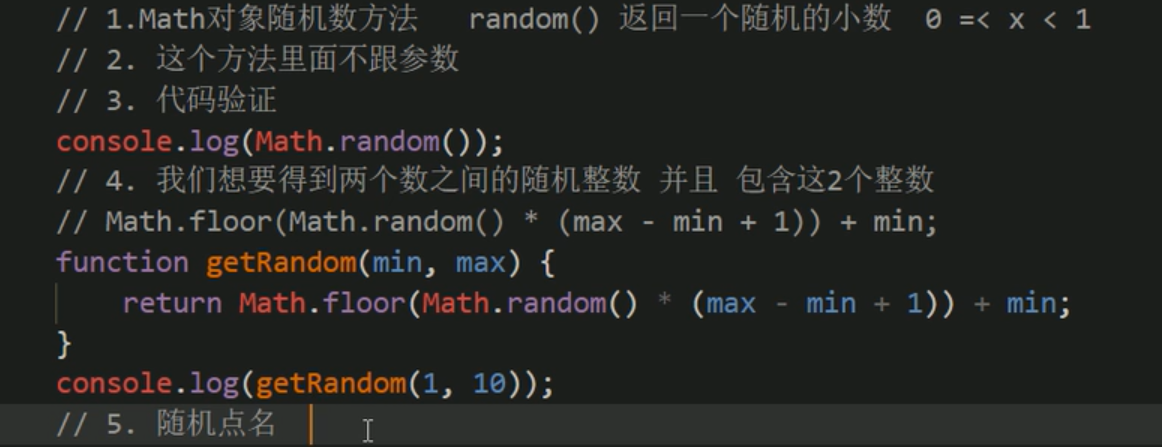 // 1.Math对象随机数方法   random() 返回一个随机的小数  0 =< x < 1
// 2. 这个方法里面不跟参数
// 3. 代码验证
console.log(Math.random());
// 4. 我们想要得到两个数之间的随机整数 并且 包含这2个整数
// Math.floor(Math.random() * (max - min + 1)) + min;
function getRandom(min, max) {
    return Math.floor(Math.random() * (max - min + 1)) + min;
}
console.log(getRandom(1, 10));
// 5. 随机点名